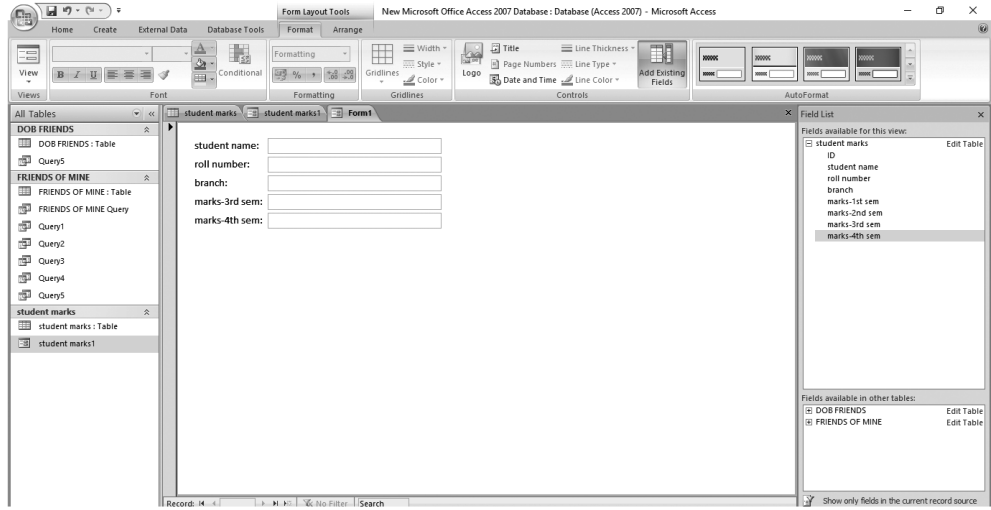 Form Layout Tools New Microsoft Office Access 2007 Database : Database (Access 2007) - Microsoft Access
Home Create External Data Database Tools Format Arrange
View
Views
B I U
Conditional
Font
Formatting
% ,
Formatting
Gridlines
Width
Style
Color
Gridlines
Logo
Title
Page Numbers
Date and Time
Line Thickness
Line Type
Line Color
Add Existing
Fields
Controls
xxxxx xxxxx xxxxx xxxxx
AutoFormat
All Tables
DOB FRIENDS
DOB FRIENDS : Table
Query5
FRIENDS OF MINE
FRIENDS OF MINE : Table
FRIENDS OF MINE Query
Query1
Query2
Query3
Query4
Query5
student marks
student marks : Table
student marks1
student marks student marks1 Form1
student name:
roll number:
branch:
marks-3rd sem:
marks-4th sem:
Record: No Filter Search
Field List
Fields available for this view:
student marks Edit Table
ID
student name
roll number
branch
marks-1st sem
marks-2nd sem
marks-3rd sem
marks-4th sem
Fields available in other tables:
DOB FRIENDS Edit Table
FRIENDS OF MINE Edit Table
Show only fields in the current record source